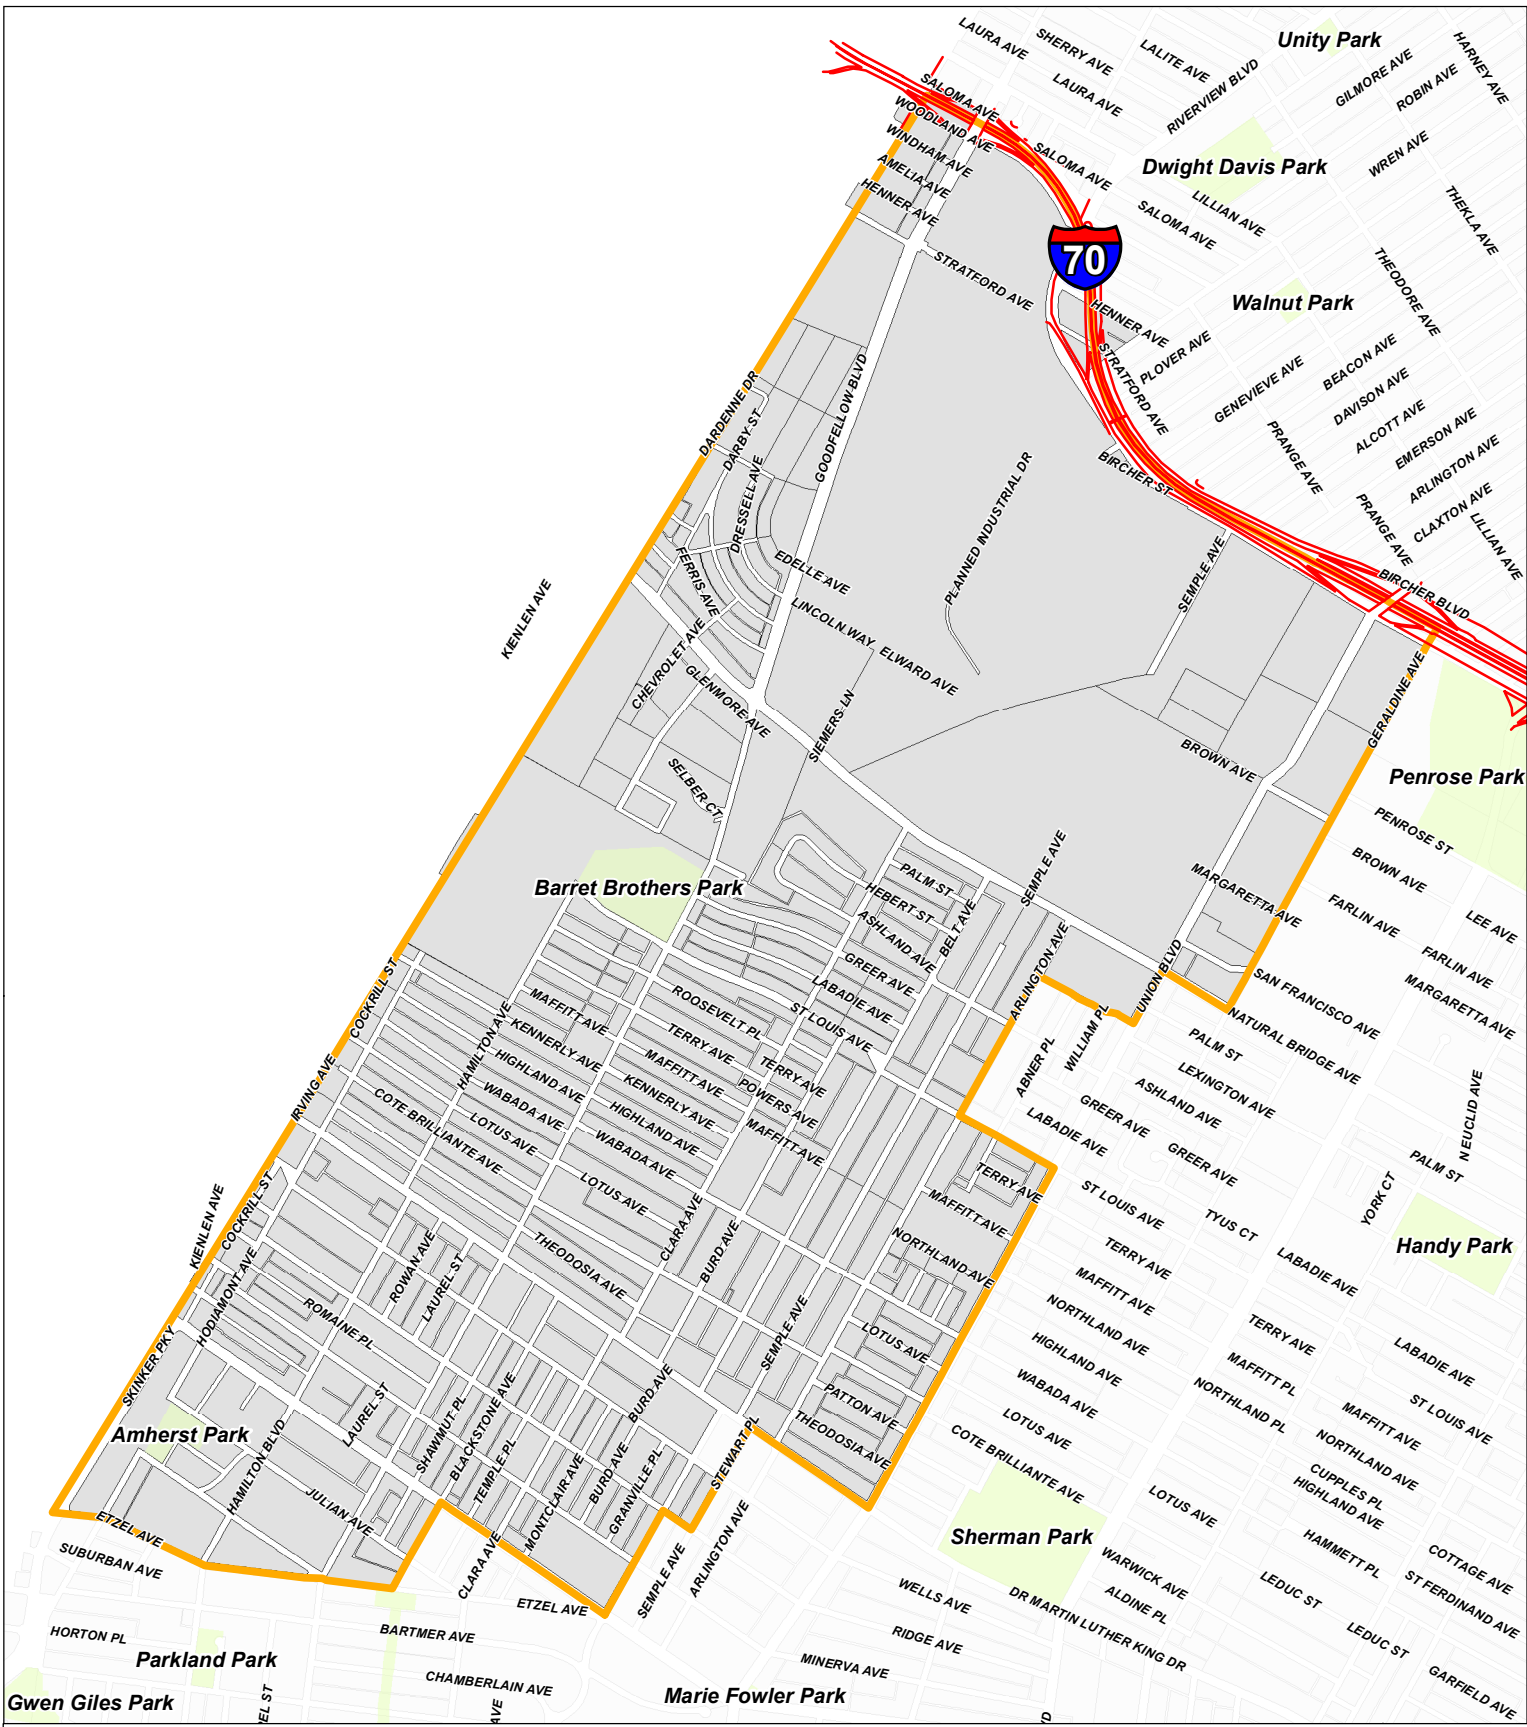 LAURA AVE
SHERRY AVE
LALITE AVE
Unity Park
HARNEY AVE
GILMORE AVE
ROBIN AVE
RIVERVIEW BLVD
LAURA AVE
SALOMA AVE
WOODLAND AVE
WINDHAM AVE
AMELIA AVE
HENNER AVE
SALOMA AVE
Dwight Davis Park
WREN AVE
LILLIAN AVE
SALOMA AVE
THEKLA AVE
70
STRATFORD AVE
THEODORE AVE
Walnut Park
HENNER AVE
STRATFORD AVE
PLOVER AVE
GENEVIEVE AVE
BEACON AVE
DAVISON AVE
ALCOTT AVE
EMERSON AVE
ARLINGTON AVE
CLAXTON AVE
LILLIAN AVE
PRANGE AVE
PRANGE AVE
DARDENNE DR
DARBY ST
DRESSELL AVE
GOODFELLOW BLVD
PLANNED INDUSTRIAL DR
BIRCHER ST
SEMPLE AVE
BIRCHER BLVD
KIENLEN AVE
FERRIS AVE
EDELLE AVE
LINCOLN WAY
ELWARD AVE
CHEVROLET AVE
GLENMORE AVE
SIEMERS LN
SELBER CT
BROWN AVE
GERALDINE AVE
Penrose Park
PENROSE ST
BROWN AVE
FARLIN AVE
LEE AVE
FARLIN AVE
MARGARETTA AVE
MARGARETTA AVE
Barret Brothers Park
PALM ST
HEBERT ST
ASHLAND AVE
BELT AVE
SEMPLE AVE
GREER AVE
LABADIE AVE
ARLINGTON AVE
UNION BLVD
SAN FRANCISCO AVE
NATURAL BRIDGE AVE
COCKRILL ST
HAMILTON AVE
MAFFITT AVE
KENNERLY AVE
HIGHLAND AVE
WABADA AVE
LOTUS AVE
COTE BRILLIANTE AVE
ROOSEVELT PL
ST LOUIS AVE
TERRY AVE
MAFFITT AVE
KENNERLY AVE
HIGHLAND AVE
WABADA AVE
LOTUS AVE
TERRY AVE
POWERS AVE
MAFFITT AVE
IRVING AVE
ABNER PL
WILLIAM PL
PALM ST
LEXINGTON AVE
ASHLAND AVE
GREER AVE
LABADIE AVE
GREER AVE
N EUCLID AVE
PALM ST
YORK CT
Handy Park
ST LOUIS AVE
TYUS CT
LABADIE AVE
TERRY AVE
MAFFITT AVE
NORTHLAND AVE
HIGHLAND AVE
WABADA AVE
LOTUS AVE
COTE BRILLIANTE AVE
TERRY AVE
MAFFITT AVE
NORTHLAND AVE
KIENLEN AVE
COCKRILL ST
HODIAMONT AVE
ROWAN AVE
LAUREL ST
THEODOSIA AVE
CLARA AVE
BURD AVE
SEMPLE AVE
ROMAINE PL
SKINKER PKY
LOTUS AVE
PATTON AVE
THEODOSIA AVE
TERRY AVE
MAFFITT PL
NORTHLAND PL
LABADIE AVE
ST LOUIS AVE
MAFFITT AVE
NORTHLAND AVE
CUPPLES PL
HIGHLAND AVE
HAMMETT PL
COTTAGE AVE
ST FERDINAND AVE
Amherst Park
HAMILTON BLVD
LAUREL ST
JULIAN AVE
SHAWMUT PL
BLACKSTONE AVE
TEMPLE PL
MONTCLAIR AVE
BURD AVE
BURD AVE
GRANVILLE PL
STEWART PL
ARLINGTON AVE
SEMPLE AVE
CLARA AVE
ETZEL AVE
ETZEL AVE
SUBURBAN AVE
Sherman Park
LOTUS AVE
WARWICK AVE
ALDINE PL
LEDUC ST
LEDUC ST
GARFIELD AVE
WELLS AVE
DR MARTIN LUTHER KING DR
RIDGE AVE
MINERVA AVE
HORTON PL
BARTMER AVE
Parkland Park
CHAMBERLAIN AVE
Marie Fowler Park
Gwen Giles Park
EL ST
AVE
D